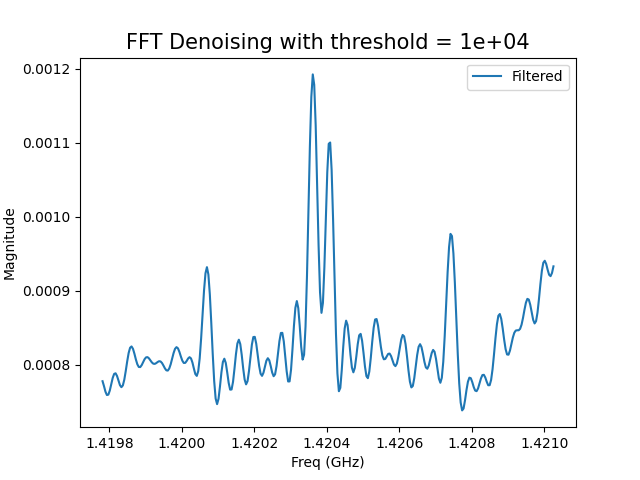 FFT Denoising with threshold = 1e+04
Filtered
0.0012
0.0011
0.0010
0.0009
0.0008
Magnitude
1.4198 1.4200 1.4202 1.4204 1.4206 1.4208 1.4210
Freq (GHz)